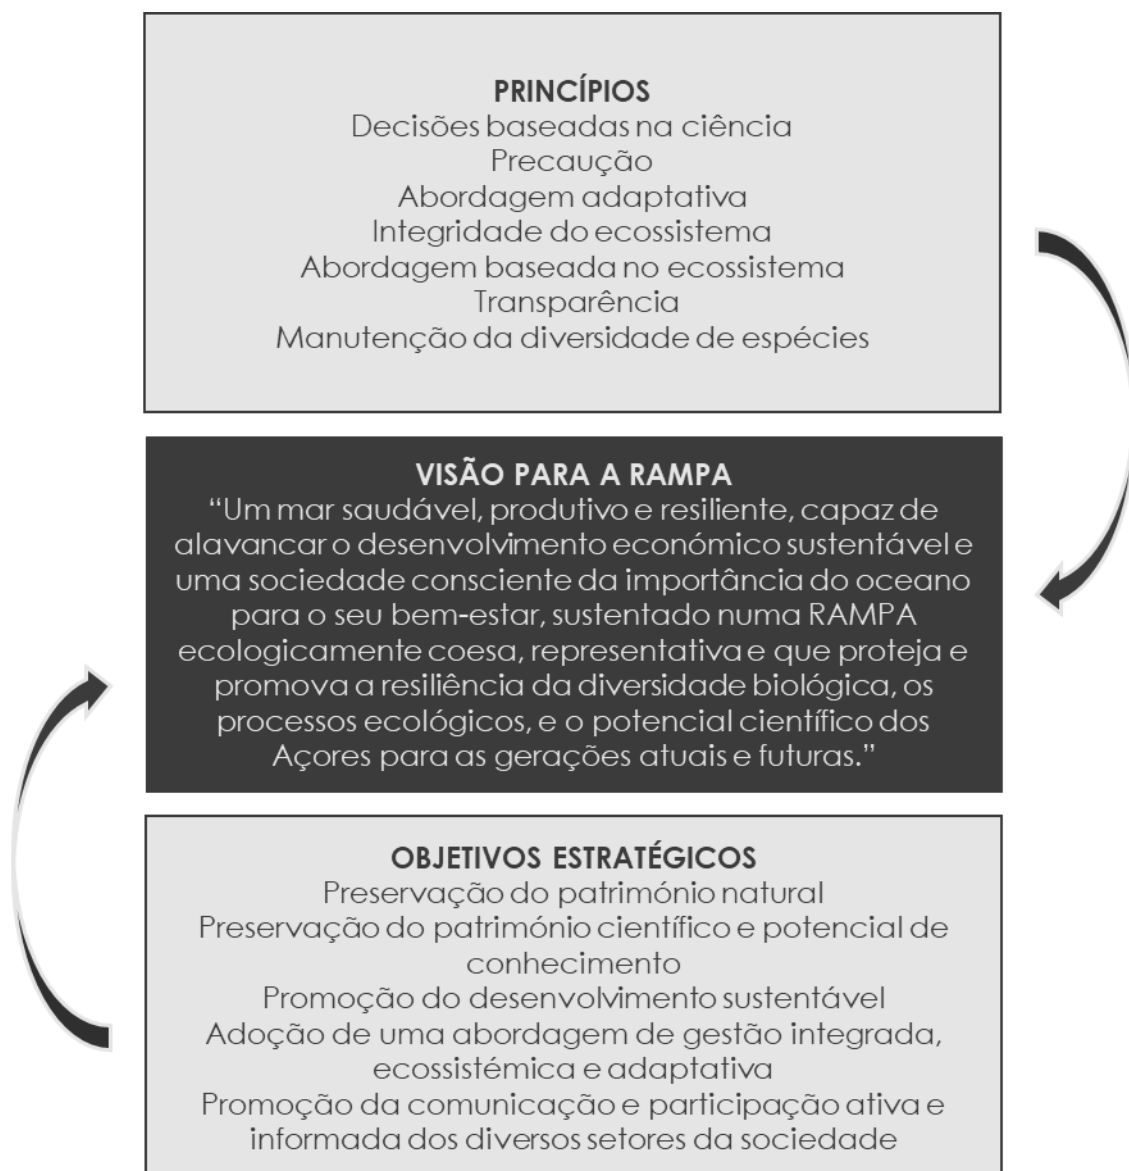 PRINCÍPIOS
Decisões baseadas na ciência
Precaução
Abordagem adaptativa
Integridade do ecossistema
Abordagem baseada no ecossistema
Transparência
Manutenção da diversidade de espécies
VISÃO PARA A RAMPA
“Um mar saudável, produtivo e resiliente, capaz de
alavancar o desenvolvimento económico sustentável e
uma sociedade consciente da importância do oceano
para o seu bem-estar, sustentado numa RAMPA
ecologicamente coesa, representativa e que proteja e
promova a resiliência da diversidade biológica, os
processos ecológicos, e o potencial científico dos
Açores para as gerações atuais e futuras.”
OBJETIVOS ESTRATÉGICOS
Preservação do património natural
Preservação do património científico e potencial de
conhecimento
Promoção do desenvolvimento sustentável
Adoção de uma abordagem de gestão integrada,
ecossistémica e adaptativa
Promoção da comunicação e participação ativa e
informada dos diversos setores da sociedade